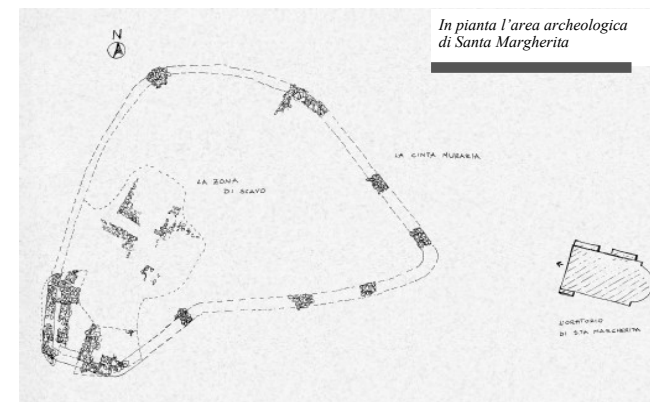 In pianta l'area archeologica
di Santa Margherita
N
LA CINTA MURARIA
LA ZONA
DI SCAVO
L'ORATORIO
DI STA MARGHERITA